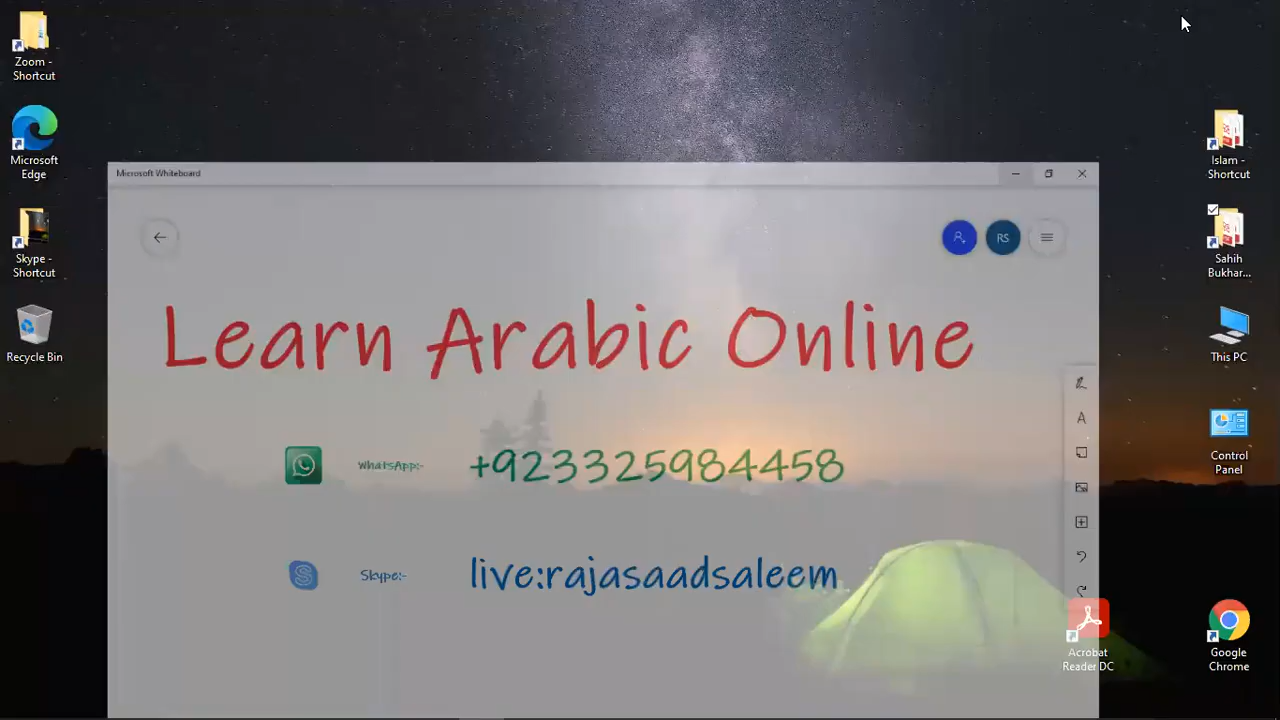 Zoom -
Shortcut
Microsoft
Edge
Skype -
Shortcut
Recycle Bin
Microsoft Whiteboard
RS
Learn Arabic Online
WhatsApp:-
+923325984458
Skype:-
live:rajasaadsaleem
A
Islam -
Shortcut
Sahih
Bukhar...
This PC
Control
Panel
Acrobat
Reader DC
Google
Chrome